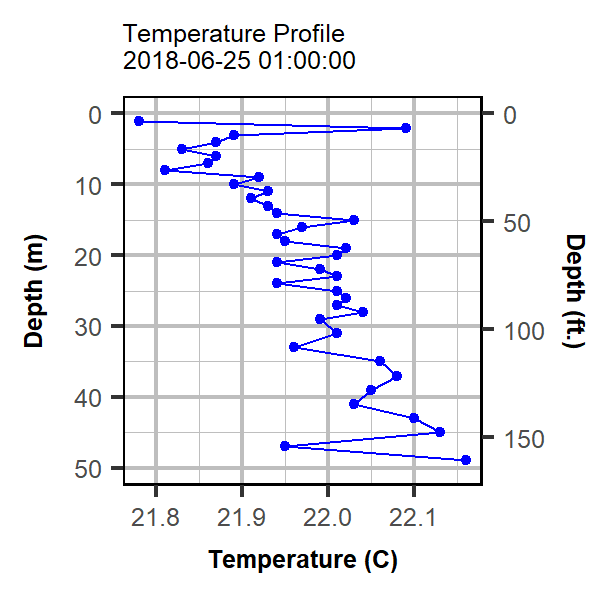 Temperature Profile
2018-06-25 01:00:00
0
10
20
30
40
50
Depth (m)
0
50
100
150
Depth (ft.)
21.8 21.9 22.0 22.1
Temperature (C)